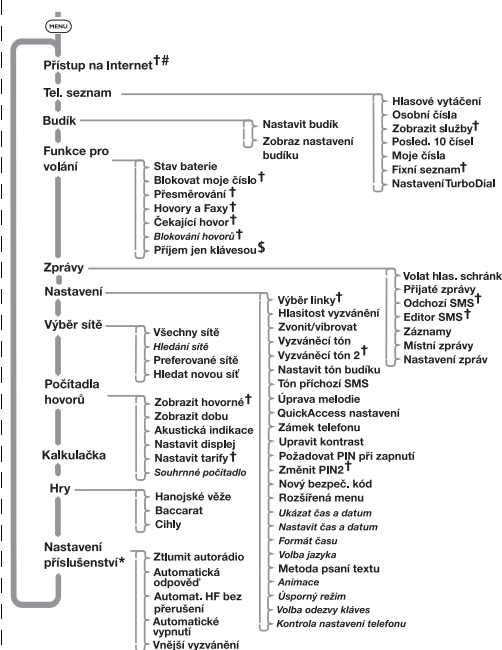 MENU
Přístup na Internet†#
Tel. seznam
Hlasové vytáčení
Osobní čísla
Zobrazit služby†
Posled. 10 čísel
Moje čísla
Fixní seznam†
NastaveníTurboDial
Budík
Nastavit budík
Zobraz nastavení
budíku
Funkce pro
volání
Stav baterie
Blokovat moje číslo†
Přesměrování†
Hovory a Faxy†
Čekající hovor†
Blokování hovorů†
Příjem jen klávesou$
Zprávy
Volat hlas. schránk
Přijaté zprávy
Odchozí SMS†
Editor SMS†
Záznamy
Místní zprávy
Nastavení zpráv
Nastavení
Výběr linky†
Hlasitost vyzvánění
Zvonit/vibrovat
Vyzváněcí tón
Vyzváněcí tón 2†
Nastavit tón budíku
Tón příchozí SMS
Úprava melodie
QuickAccess nastavení
Zámek telefonu
Upravit kontrast
Požadovat PIN při zapnutí
Změnit PIN2†
Nový bezpeč. kód
Rozšířená menu
Ukázat čas a datum
Nastavit čas a datum
Formát času
Volba jazyka
Metoda psaní textu
Animace
Úsporný režim
Volba odezvy kláves
Kontrola nastavení telefonu
Výběr sítě
Všechny sítě
Hledání sítě
Preferované sítě
Hledat novou síť
Počítadla
hovorů
Zobrazit hovorné†
Zobrazit dobu
Akustická indikace
Nastavit displej
Nastavit tarify†
Souhrnné počítadlo
Kalkulačka
Hry
Hanojské věže
Baccarat
Cihly
Nastavení
příslušenství*
Ztlumit autorádio
Automatická
odpověď
Automat. HF bez
přerušení
Automatické
vypnutí
Vnější vyzvánění